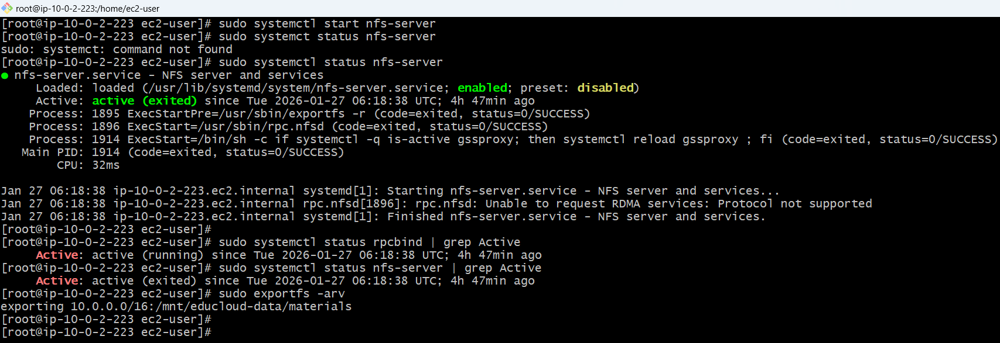 root@ip-10-0-2-223:/home/ec2-user
[root@ip-10-0-2-223 ec2-user]# sudo systemctl start nfs-server
[root@ip-10-0-2-223 ec2-user]# sudo systemct status nfs-server
sudo: systemct: command not found
[root@ip-10-0-2-223 ec2-user]# sudo systemctl status nfs-server
● nfs-server.service - NFS server and services
     Loaded: loaded (/usr/lib/systemd/system/nfs-server.service; enabled; preset: disabled)
     Active: active (exited) since Tue 2026-01-27 06:18:38 UTC; 4h 47min ago
    Process: 1895 ExecStartPre=/usr/sbin/exportfs -r (code=exited, status=0/SUCCESS)
    Process: 1896 ExecStart=/usr/sbin/rpc.nfsd (code=exited, status=0/SUCCESS)
    Process: 1914 ExecStart=/bin/sh -c if systemctl -q is-active gssproxy; then systemctl reload gssproxy ; fi (code=exited, status=0/SUCCESS)
   Main PID: 1914 (code=exited, status=0/SUCCESS)
        CPU: 32ms

Jan 27 06:18:38 ip-10-0-2-223.ec2.internal systemd[1]: Starting nfs-server.service - NFS server and services...
Jan 27 06:18:38 ip-10-0-2-223.ec2.internal rpc.nfsd[1896]: rpc.nfsd: Unable to request RDMA services: Protocol not supported
Jan 27 06:18:38 ip-10-0-2-223.ec2.internal systemd[1]: Finished nfs-server.service - NFS server and services.
[root@ip-10-0-2-223 ec2-user]#
[root@ip-10-0-2-223 ec2-user]# sudo systemctl status rpcbind | grep Active
     Active: active (running) since Tue 2026-01-27 06:18:38 UTC; 4h 47min ago
[root@ip-10-0-2-223 ec2-user]# sudo systemctl status nfs-server | grep Active
     Active: active (exited) since Tue 2026-01-27 06:18:38 UTC; 4h 47min ago
[root@ip-10-0-2-223 ec2-user]# sudo exportfs -arv
exporting 10.0.0.0/16:/mnt/educloud-data/materials
[root@ip-10-0-2-223 ec2-user]#
[root@ip-10-0-2-223 ec2-user]#